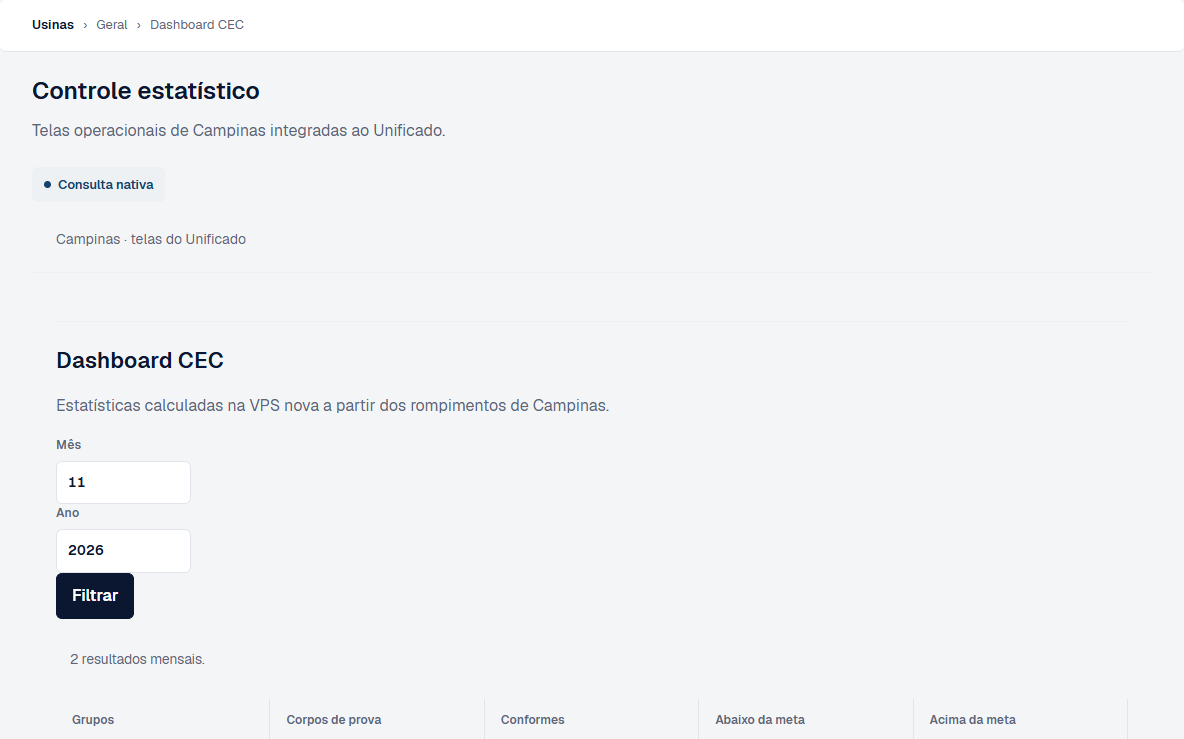 Usinas › Geral › Dashboard CEC
Controle estatístico
Telas operacionais de Campinas integradas ao Unificado.
Consulta nativa
Campinas · telas do Unificado
Dashboard CEC
Estatísticas calculadas na VPS nova a partir dos rompimentos de Campinas.
Mês
11
Ano
2026
Filtrar
2 resultados mensais.
Grupos Corpos de prova Conformes Abaixo da meta Acima da meta